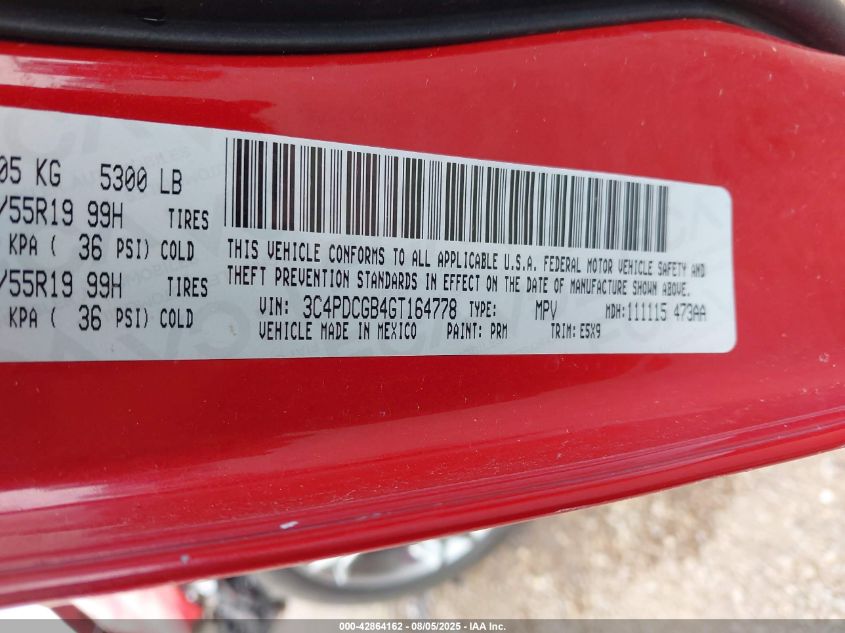 05 KG 5300 LB
/55R19 99H TIRES
KPA ( 36 PSI) COLD
/55R19 99H TIRES
KPA ( 36 PSI) COLD
THIS VEHICLE CONFORMS TO ALL APPLICABLE U.S.A. FEDERAL MOTOR VEHICLE SAFETY AND
THEFT PREVENTION STANDARDS IN EFFECT ON THE DATE OF MANUFACTURE SHOWN ABOVE.
VIN: 3C4PDCGB4GT164778 TYPE: MPV MDH:111115 473AA
VEHICLE MADE IN MEXICO PAINT: PRM TRIM: E5X9
000-42864162 - 08/05/2025 - IAA Inc.